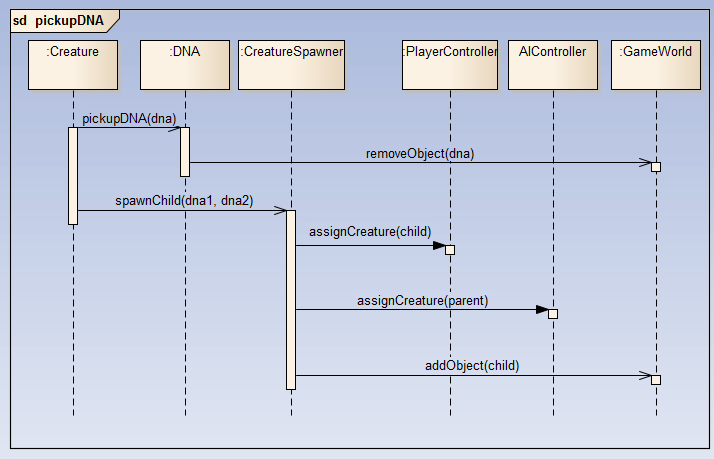 sd pickupDNA
:Creature
:DNA
:CreatureSpawner
:PlayerController
AIController
:GameWorld
pickupDNA(dna)
removeObject(dna)
spawnChild(dna1, dna2)
assignCreature(child)
assignCreature(parent)
addObject(child)